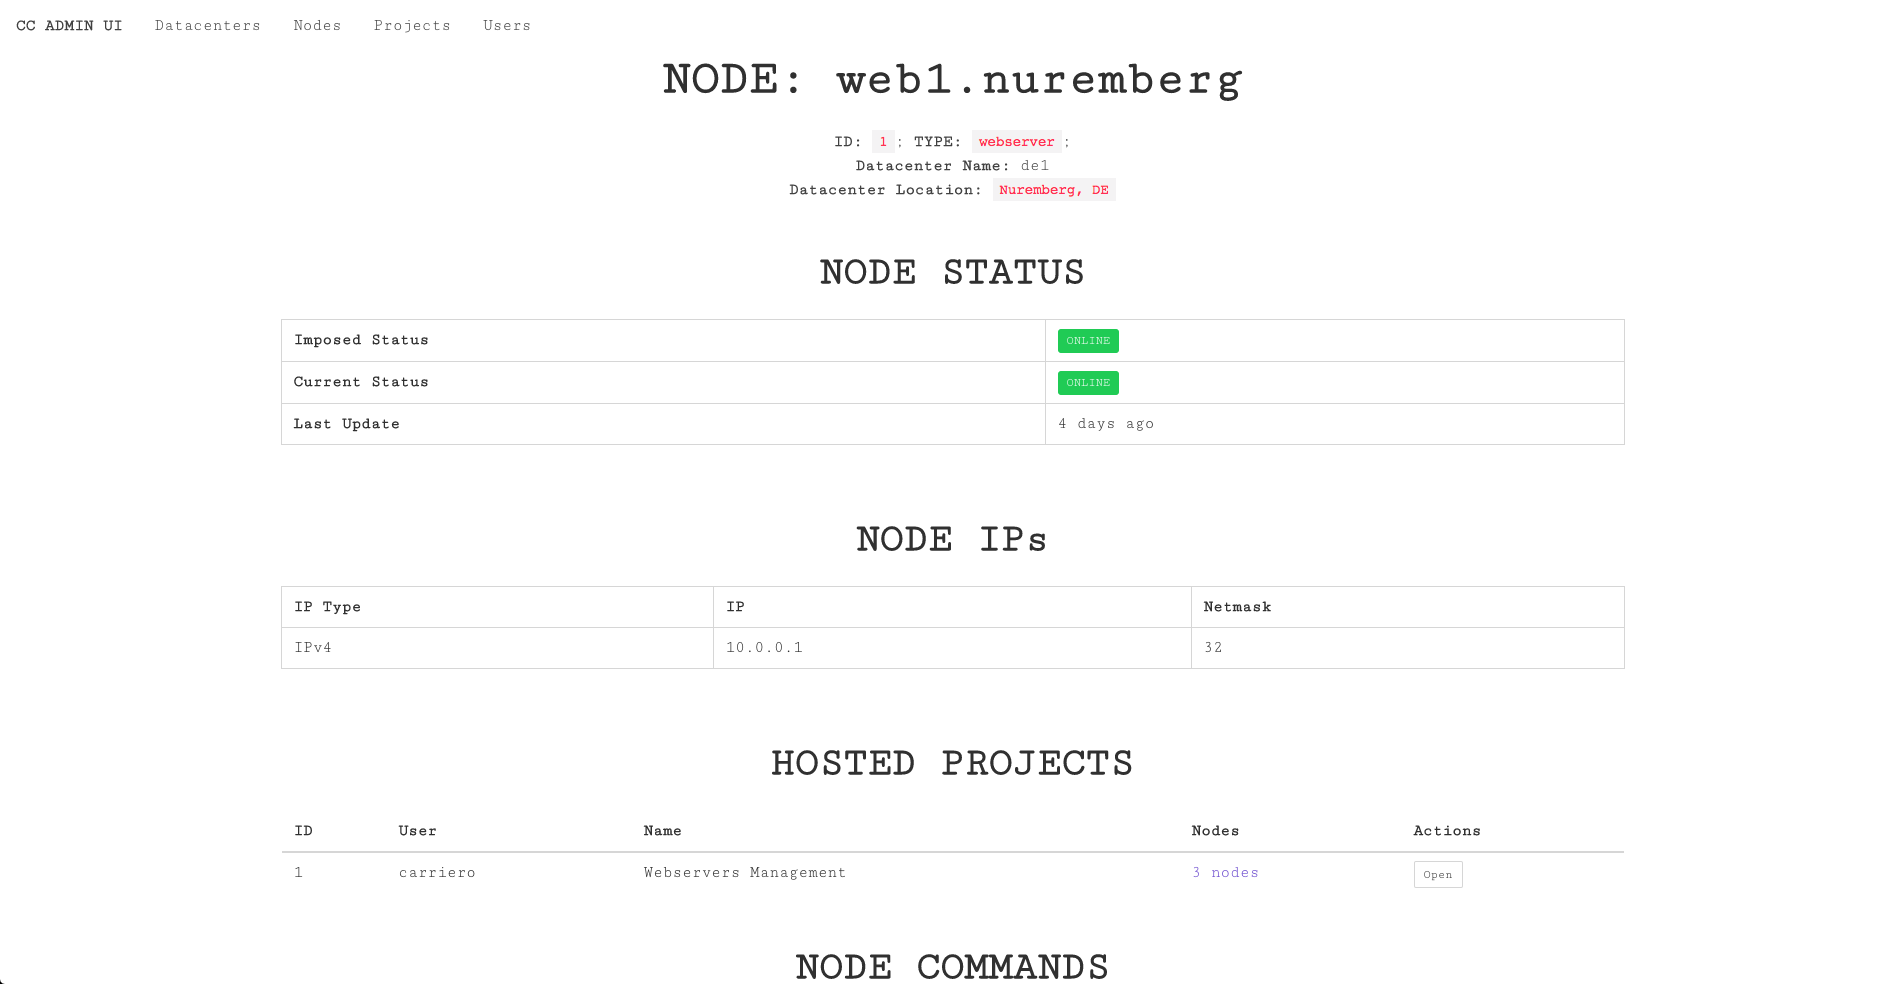 CC ADMIN UI Datacenters Nodes Projects Users
NODE: web1.nuremberg
ID: 1; TYPE: webserver;
Datacenter Name: de1
Datacenter Location: Nuremberg, DE
NODE STATUS
Imposed Status ONLINE
Current Status ONLINE
Last Update 4 days ago
NODE IPs
IP Type IP Netmask
IPv4 10.0.0.1 32
HOSTED PROJECTS
ID User Name Nodes Actions
1 carriero Webservers Management 3 nodes Open
NODE COMMANDS